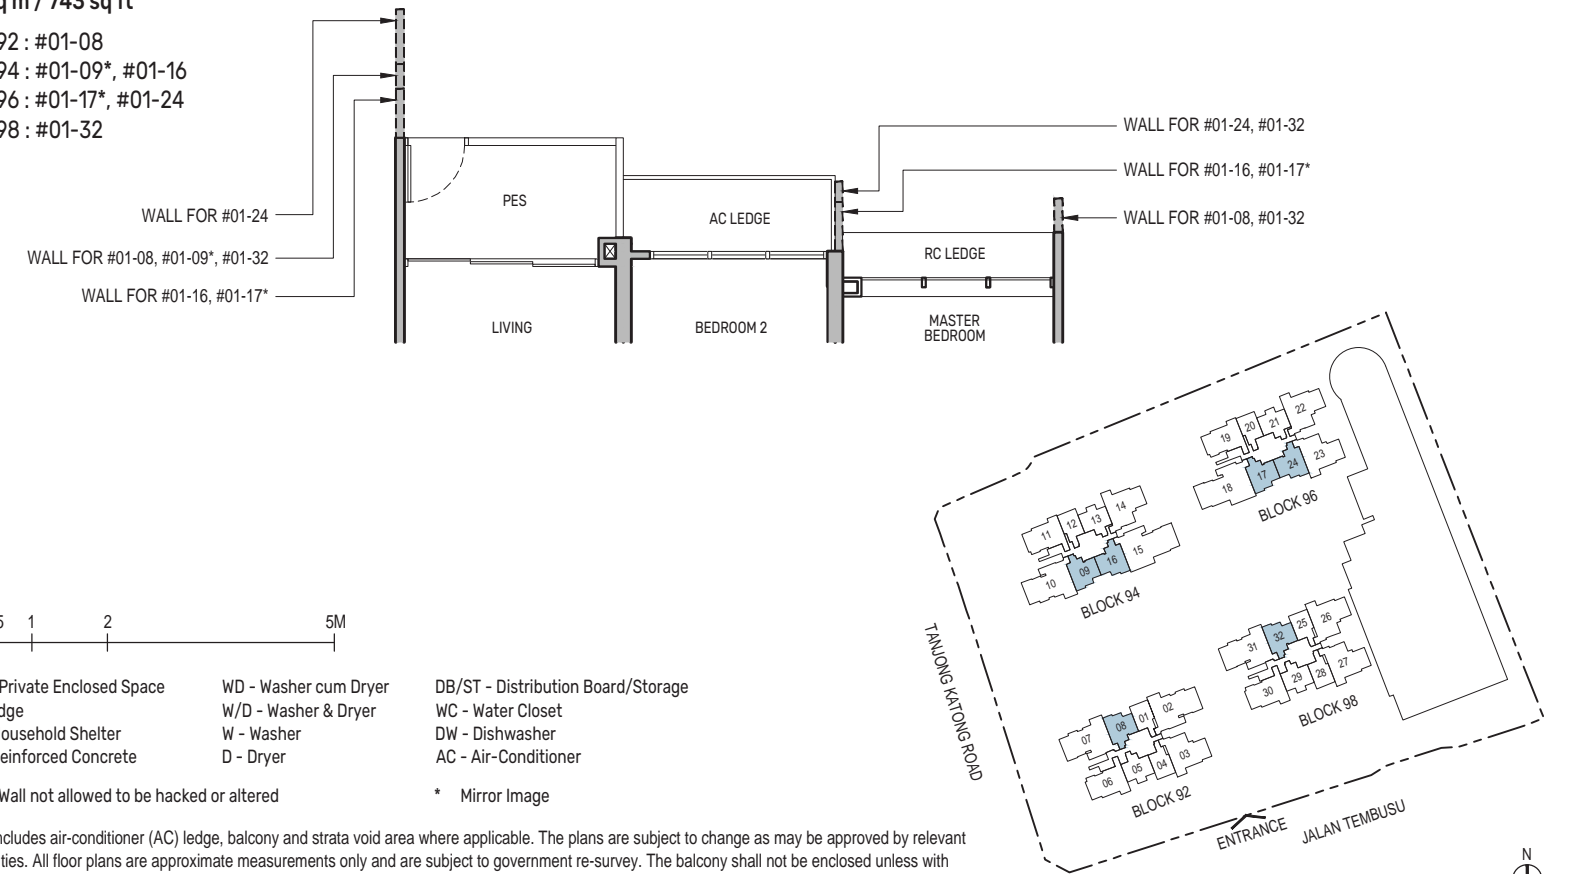 q m / 743 sq ft
92 : #01-08
94 : #01-09*, #01-16
96 : #01-17*, #01-24
98 : #01-32
WALL FOR #01-24
WALL FOR #01-08, #01-09*, #01-32
WALL FOR #01-16, #01-17*
PES
AC LEDGE
RC LEDGE
LIVING
BEDROOM 2
MASTER
BEDROOM
WALL FOR #01-24, #01-32
WALL FOR #01-16, #01-17*
WALL FOR #01-08, #01-32
19
20
21
22
18
17
24
23
BLOCK 96
11
12
13
14
10
09
16
15
BLOCK 94
31
32
25
26
30
29
28
27
BLOCK 98
07
08
01
02
06
05
04
03
BLOCK 92
TANJONG KATONG ROAD
ENTRANCE
JALAN TEMBUSU
N
5 1 2 5M
Private Enclosed Space
dge
ousehold Shelter
einforced Concrete
WD - Washer cum Dryer
W/D - Washer & Dryer
W - Washer
D - Dryer
DB/ST - Distribution Board/Storage
WC - Water Closet
DW - Dishwasher
AC - Air-Conditioner
Wall not allowed to be hacked or altered
* Mirror Image
ncludes air-conditioner (AC) ledge, balcony and strata void area where applicable. The plans are subject to change as may be approved by relevant
ties. All floor plans are approximate measurements only and are subject to government re-survey. The balcony shall not be enclosed unless with